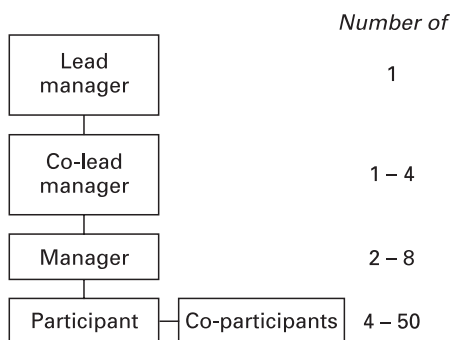 Number of
Lead
manager
1
Co-lead
manager
1 – 4
Manager
2 – 8
Participant
Co-participants
4 – 50